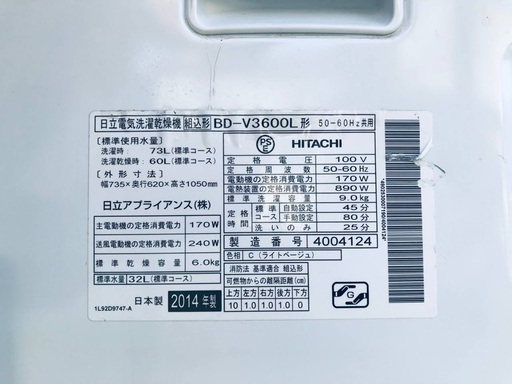 日立電気洗濯乾燥機 組込形 BD-V3600L形 50-60Hz共用
［標準使用水量］
洗濯時： 73L（標準コース）
洗濯乾燥時： 60L（標準コース）
［外形寸法］
幅735×奥行620×高さ1050mm
日立アプライアンス（株）
主電動機の定格消費電力 170W
送風電動機の定格消費電力 240W
標準乾燥容量 6.0kg
標準水量 32L（標準コース）
日本製 2014年製
1L92D9747-A
PSE HITACHI
定格電圧 100V
定格周波数 50-60Hz
電動機の定格消費電力 170W
電熱装置の定格消費電力 890W
標準洗濯容量 9.0kg
定格時間 標準コース 自動設定 45分
手動設定 80分
洗いのみ 25分
製造番号 4004124
色相 C（ライトベージュ）
消防法 基準適合 組込形
可燃物からの離隔距離(cm)
上方 左方 右方 前方 後方 下方
10 1.0 1.0 0 1.0 0
G